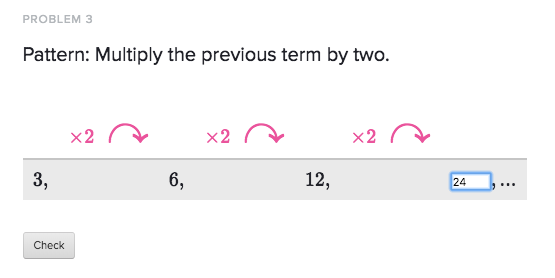 PROBLEM 3
Pattern: Multiply the previous term by two.
×2 ×2 ×2
3, 6, 12, 24, ...
Check